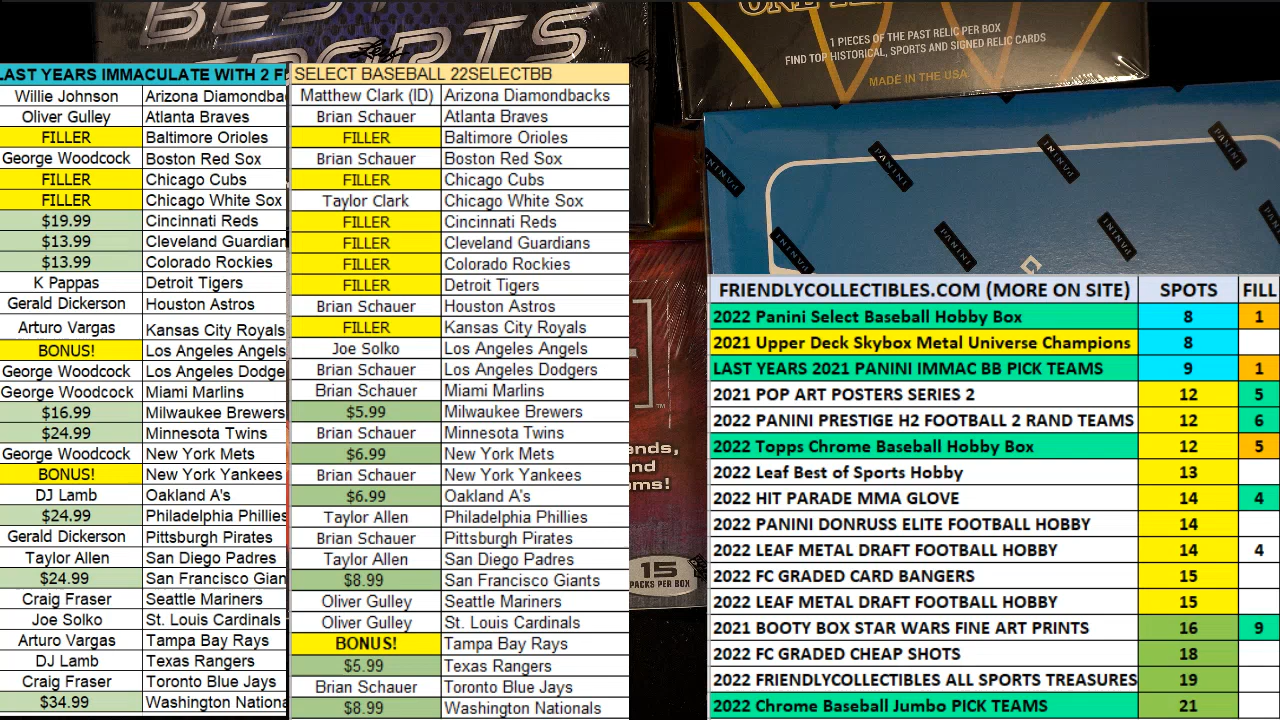 BEST
SPORTS
Leaf
1 PIECES OF THE PAST RELIC PER BOX
FIND TOP HISTORICAL, SPORTS AND SIGNED RELIC CARDS
MADE IN THE USA
LAST YEARS IMMACULATE WITH 2 F
Willie Johnson Arizona Diamondba
Oliver Gulley Atlanta Braves
FILLER Baltimore Orioles
George Woodcock Boston Red Sox
FILLER Chicago Cubs
FILLER Chicago White Sox
$19.99 Cincinnati Reds
$13.99 Cleveland Guardian
$13.99 Colorado Rockies
K Pappas Detroit Tigers
Gerald Dickerson Houston Astros
Arturo Vargas Kansas City Royals
BONUS! Los Angeles Angels
George Woodcock Los Angeles Dodge
George Woodcock Miami Marlins
$16.99 Milwaukee Brewers
$24.99 Minnesota Twins
George Woodcock New York Mets
BONUS! New York Yankees
DJ Lamb Oakland A's
$24.99 Philadelphia Phillies
Gerald Dickerson Pittsburgh Pirates
Taylor Allen San Diego Padres
$24.99 San Francisco Gian
Craig Fraser Seattle Mariners
Joe Solko St. Louis Cardinals
Arturo Vargas Tampa Bay Rays
DJ Lamb Texas Rangers
Craig Fraser Toronto Blue Jays
$34.99 Washington Nationa
SELECT BASEBALL 22SELECTBB
Matthew Clark (ID) Arizona Diamondbacks
Brian Schauer Atlanta Braves
FILLER Baltimore Orioles
Brian Schauer Boston Red Sox
FILLER Chicago Cubs
Taylor Clark Chicago White Sox
FILLER Cincinnati Reds
FILLER Cleveland Guardians
FILLER Colorado Rockies
FILLER Detroit Tigers
Brian Schauer Houston Astros
FILLER Kansas City Royals
Joe Solko Los Angeles Angels
Brian Schauer Los Angeles Dodgers
Brian Schauer Miami Marlins
$5.99 Milwaukee Brewers
Brian Schauer Minnesota Twins
$6.99 New York Mets
Brian Schauer New York Yankees
$6.99 Oakland A's
Taylor Allen Philadelphia Phillies
Brian Schauer Pittsburgh Pirates
Taylor Allen San Diego Padres
$8.99 San Francisco Giants
Oliver Gulley Seattle Mariners
Oliver Gulley St. Louis Cardinals
BONUS! Tampa Bay Rays
$5.99 Texas Rangers
Brian Schauer Toronto Blue Jays
$8.99 Washington Nationals
ends,
nd
ms!
15
PACKS PER BOX
PANINI
PANINI
PANINI
PANINI
PANINI
PANINI
PANINI
FRIENDLYCOLLECTIBLES.COM (MORE ON SITE) SPOTS FILL
2022 Panini Select Baseball Hobby Box 8 1
2021 Upper Deck Skybox Metal Universe Champions 8
LAST YEARS 2021 PANINI IMMAC BB PICK TEAMS 9 1
2021 POP ART POSTERS SERIES 2 12 5
2022 PANINI PRESTIGE H2 FOOTBALL 2 RAND TEAMS 12 6
2022 Topps Chrome Baseball Hobby Box 12 5
2022 Leaf Best of Sports Hobby 13
2022 HIT PARADE MMA GLOVE 14 4
2022 PANINI DONRUSS ELITE FOOTBALL HOBBY 14
2022 LEAF METAL DRAFT FOOTBALL HOBBY 14 4
2022 FC GRADED CARD BANGERS 15
2022 LEAF METAL DRAFT FOOTBALL HOBBY 15
2021 BOOTY BOX STAR WARS FINE ART PRINTS 16 9
2022 FC GRADED CHEAP SHOTS 18
2022 FRIENDLYCOLLECTIBLES ALL SPORTS TREASURES 19
2022 Chrome Baseball Jumbo PICK TEAMS 21